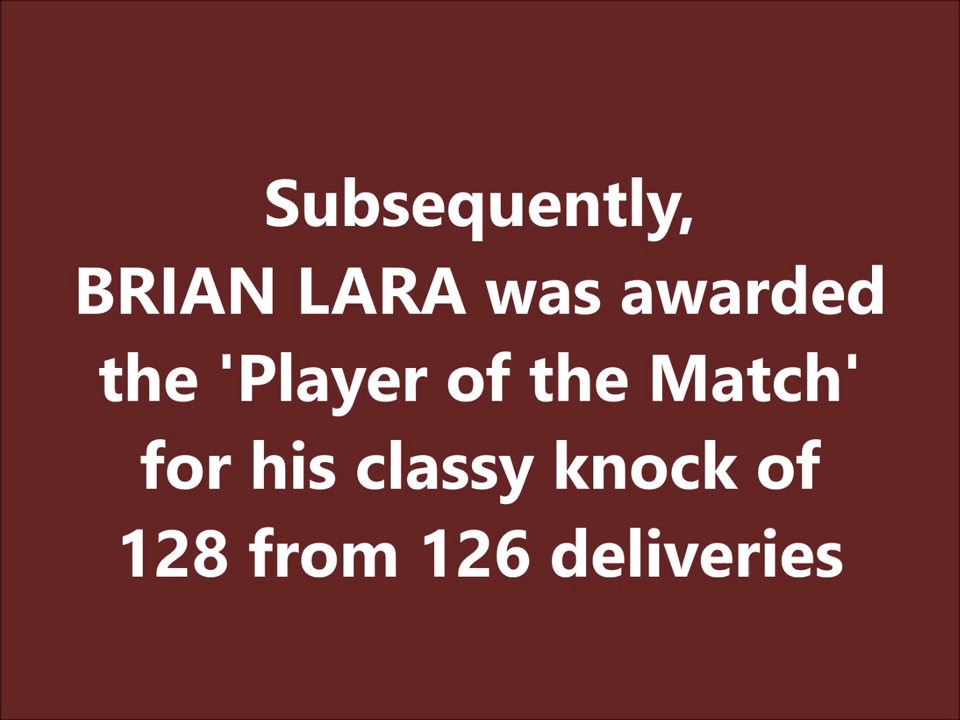 Subsequently,
BRIAN LARA was awarded
the 'Player of the Match'
for his classy knock of
128 from 126 deliveries